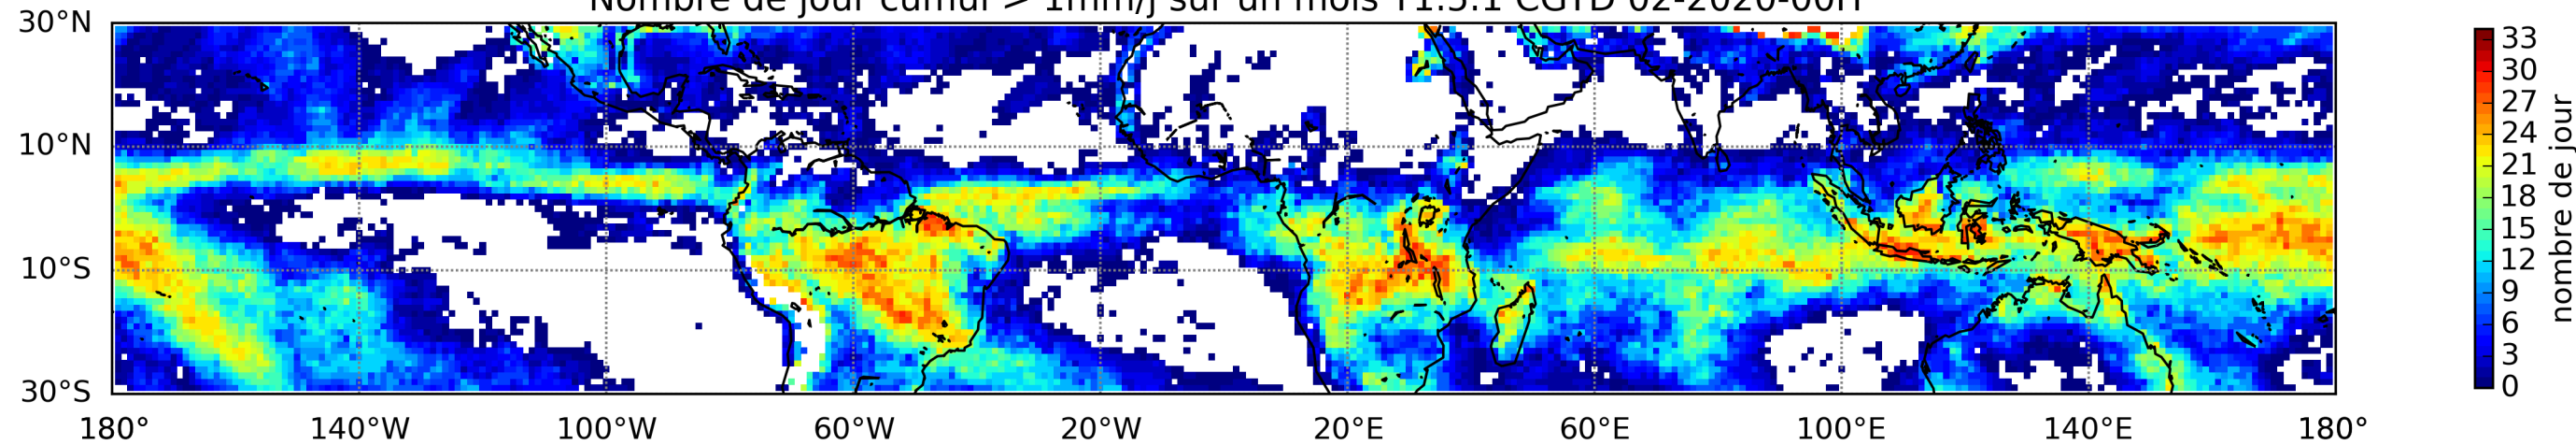 Nombre de jour cumul > 1mm/j sur un mois T1.5.1 CGTD 02-2020-00H
30°N
10°N
10°S
30°S
180° 140°W 100°W 60°W 20°W 20°E 60°E 100°E 140°E 180°
33
30
27
24
21
18
15
12
9
6
3
0
nombre de jour